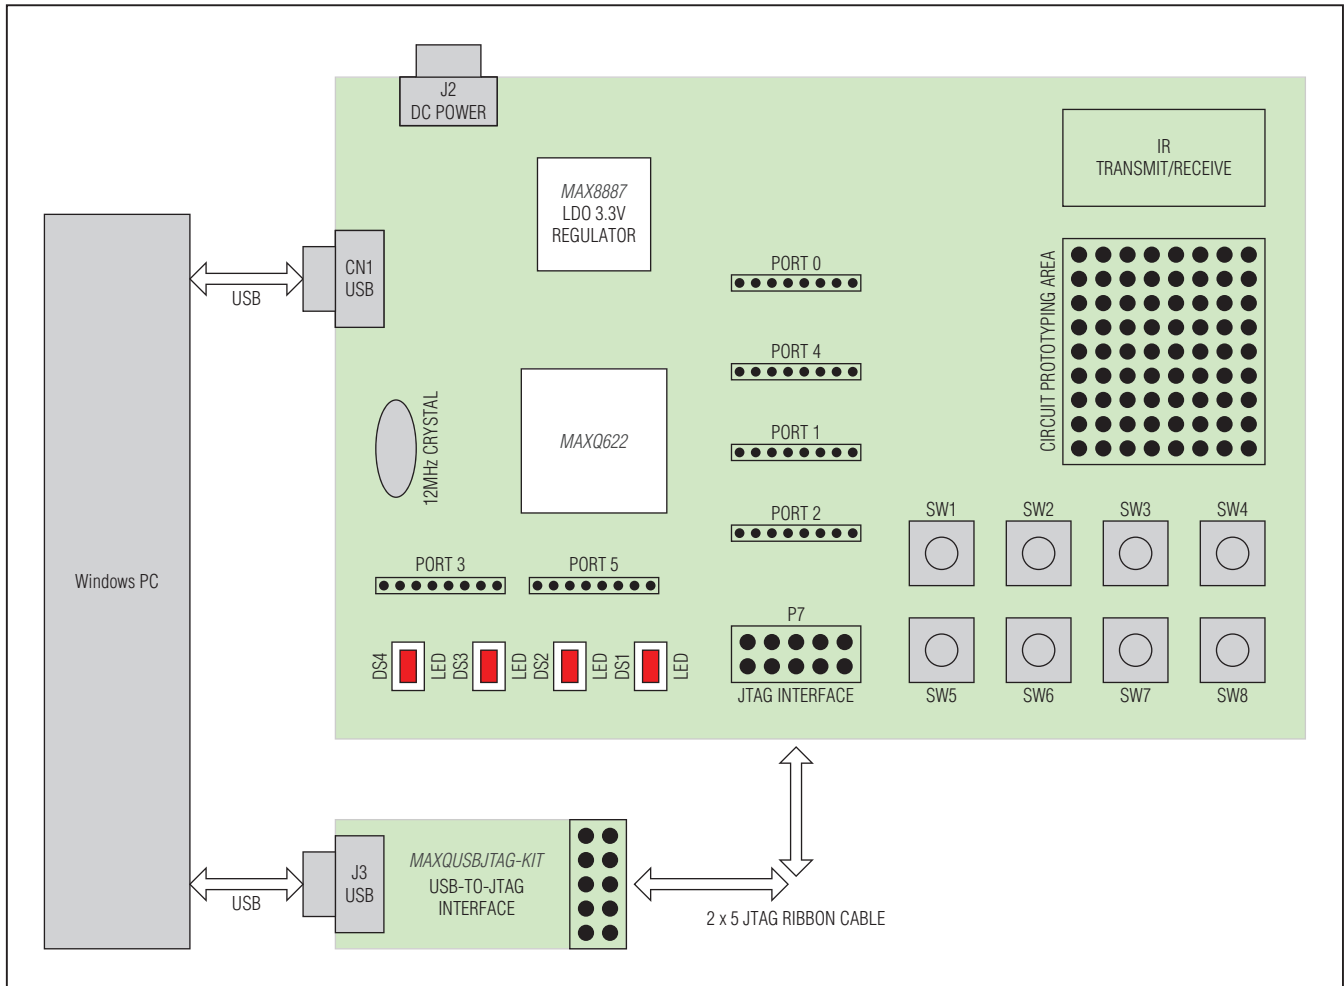 J2
DC POWER
IR
TRANSMIT/RECEIVE
MAX8887
LDO 3.3V
REGULATOR
CN1
USB
USB
PORT 0
CIRCUIT PROTOTYPING AREA
PORT 4
12MHz CRYSTAL
MAXQ622
PORT 1
PORT 2
SW1
SW2
SW3
SW4
Windows PC
PORT 3
PORT 5
P7
DS4
LED
DS3
LED
DS2
LED
DS1
LED
JTAG INTERFACE
SW5
SW6
SW7
SW8
J3
USB
USB
MAXQUSBJTAG-KIT
USB-TO-JTAG
INTERFACE
2 x 5 JTAG RIBBON CABLE